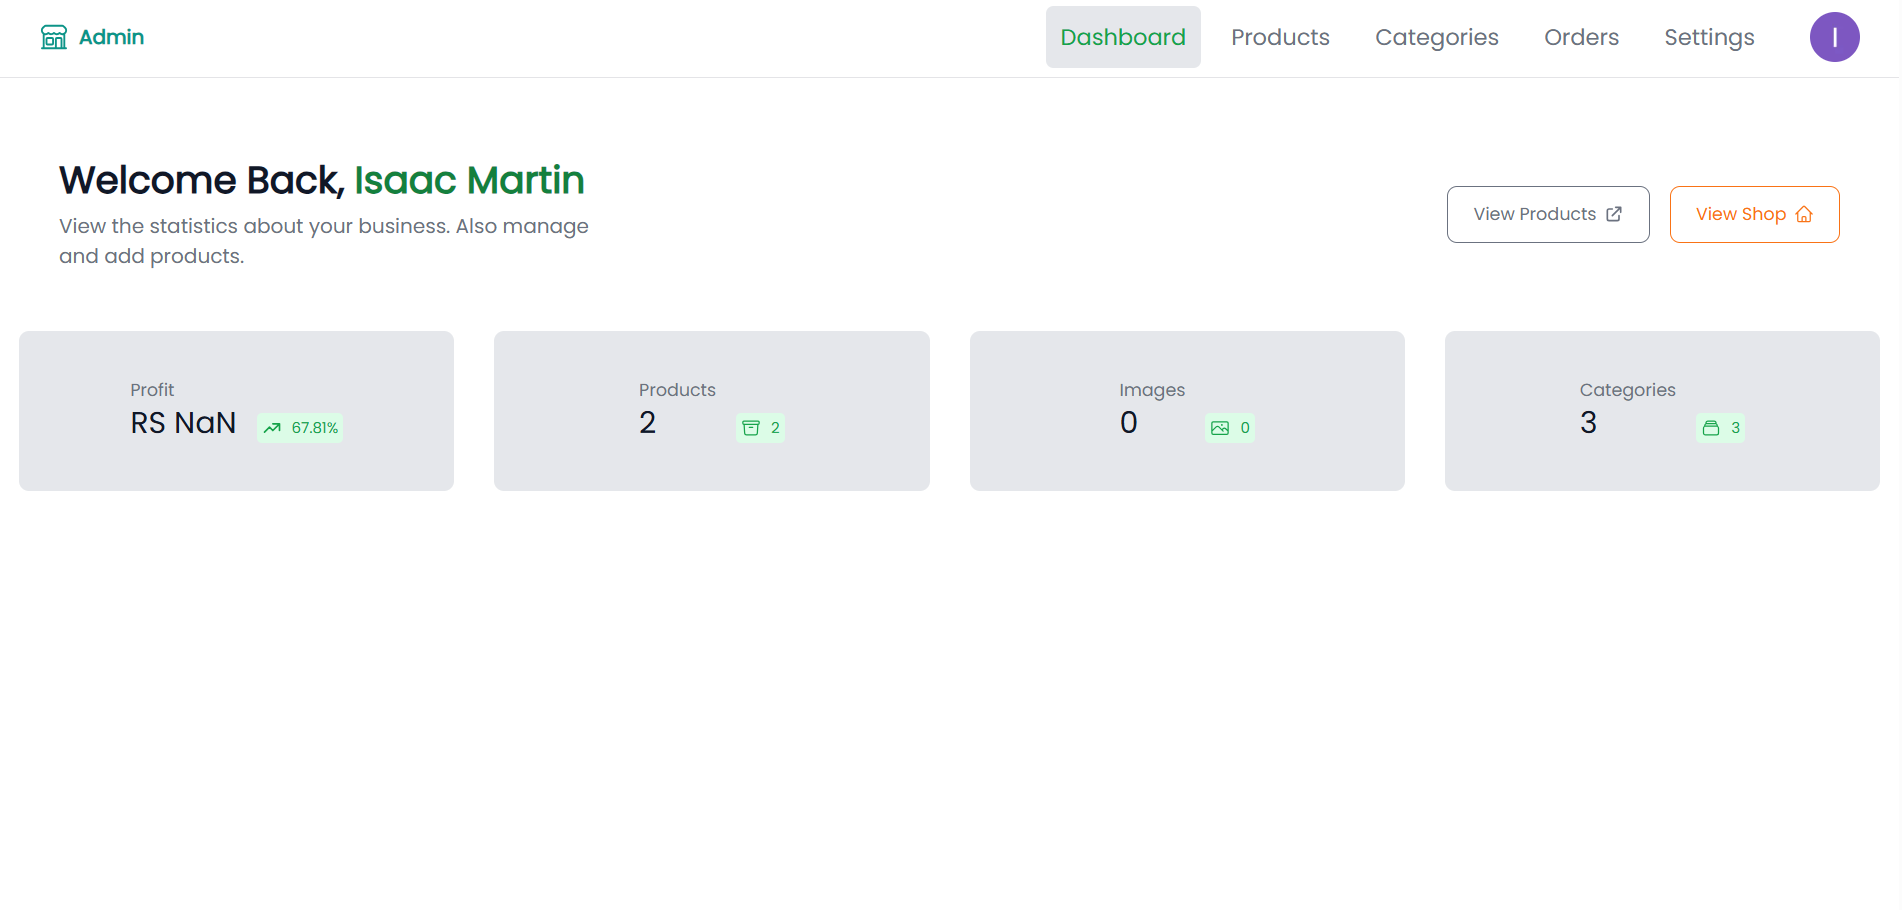 Admin
Dashboard
Products
Categories
Orders
Settings
I
Welcome Back, Isaac Martin
View the statistics about your business. Also manage
and add products.
View Products
View Shop
Profit
RS NaN
67.81%
Products
2
2
Images
0
0
Categories
3
3